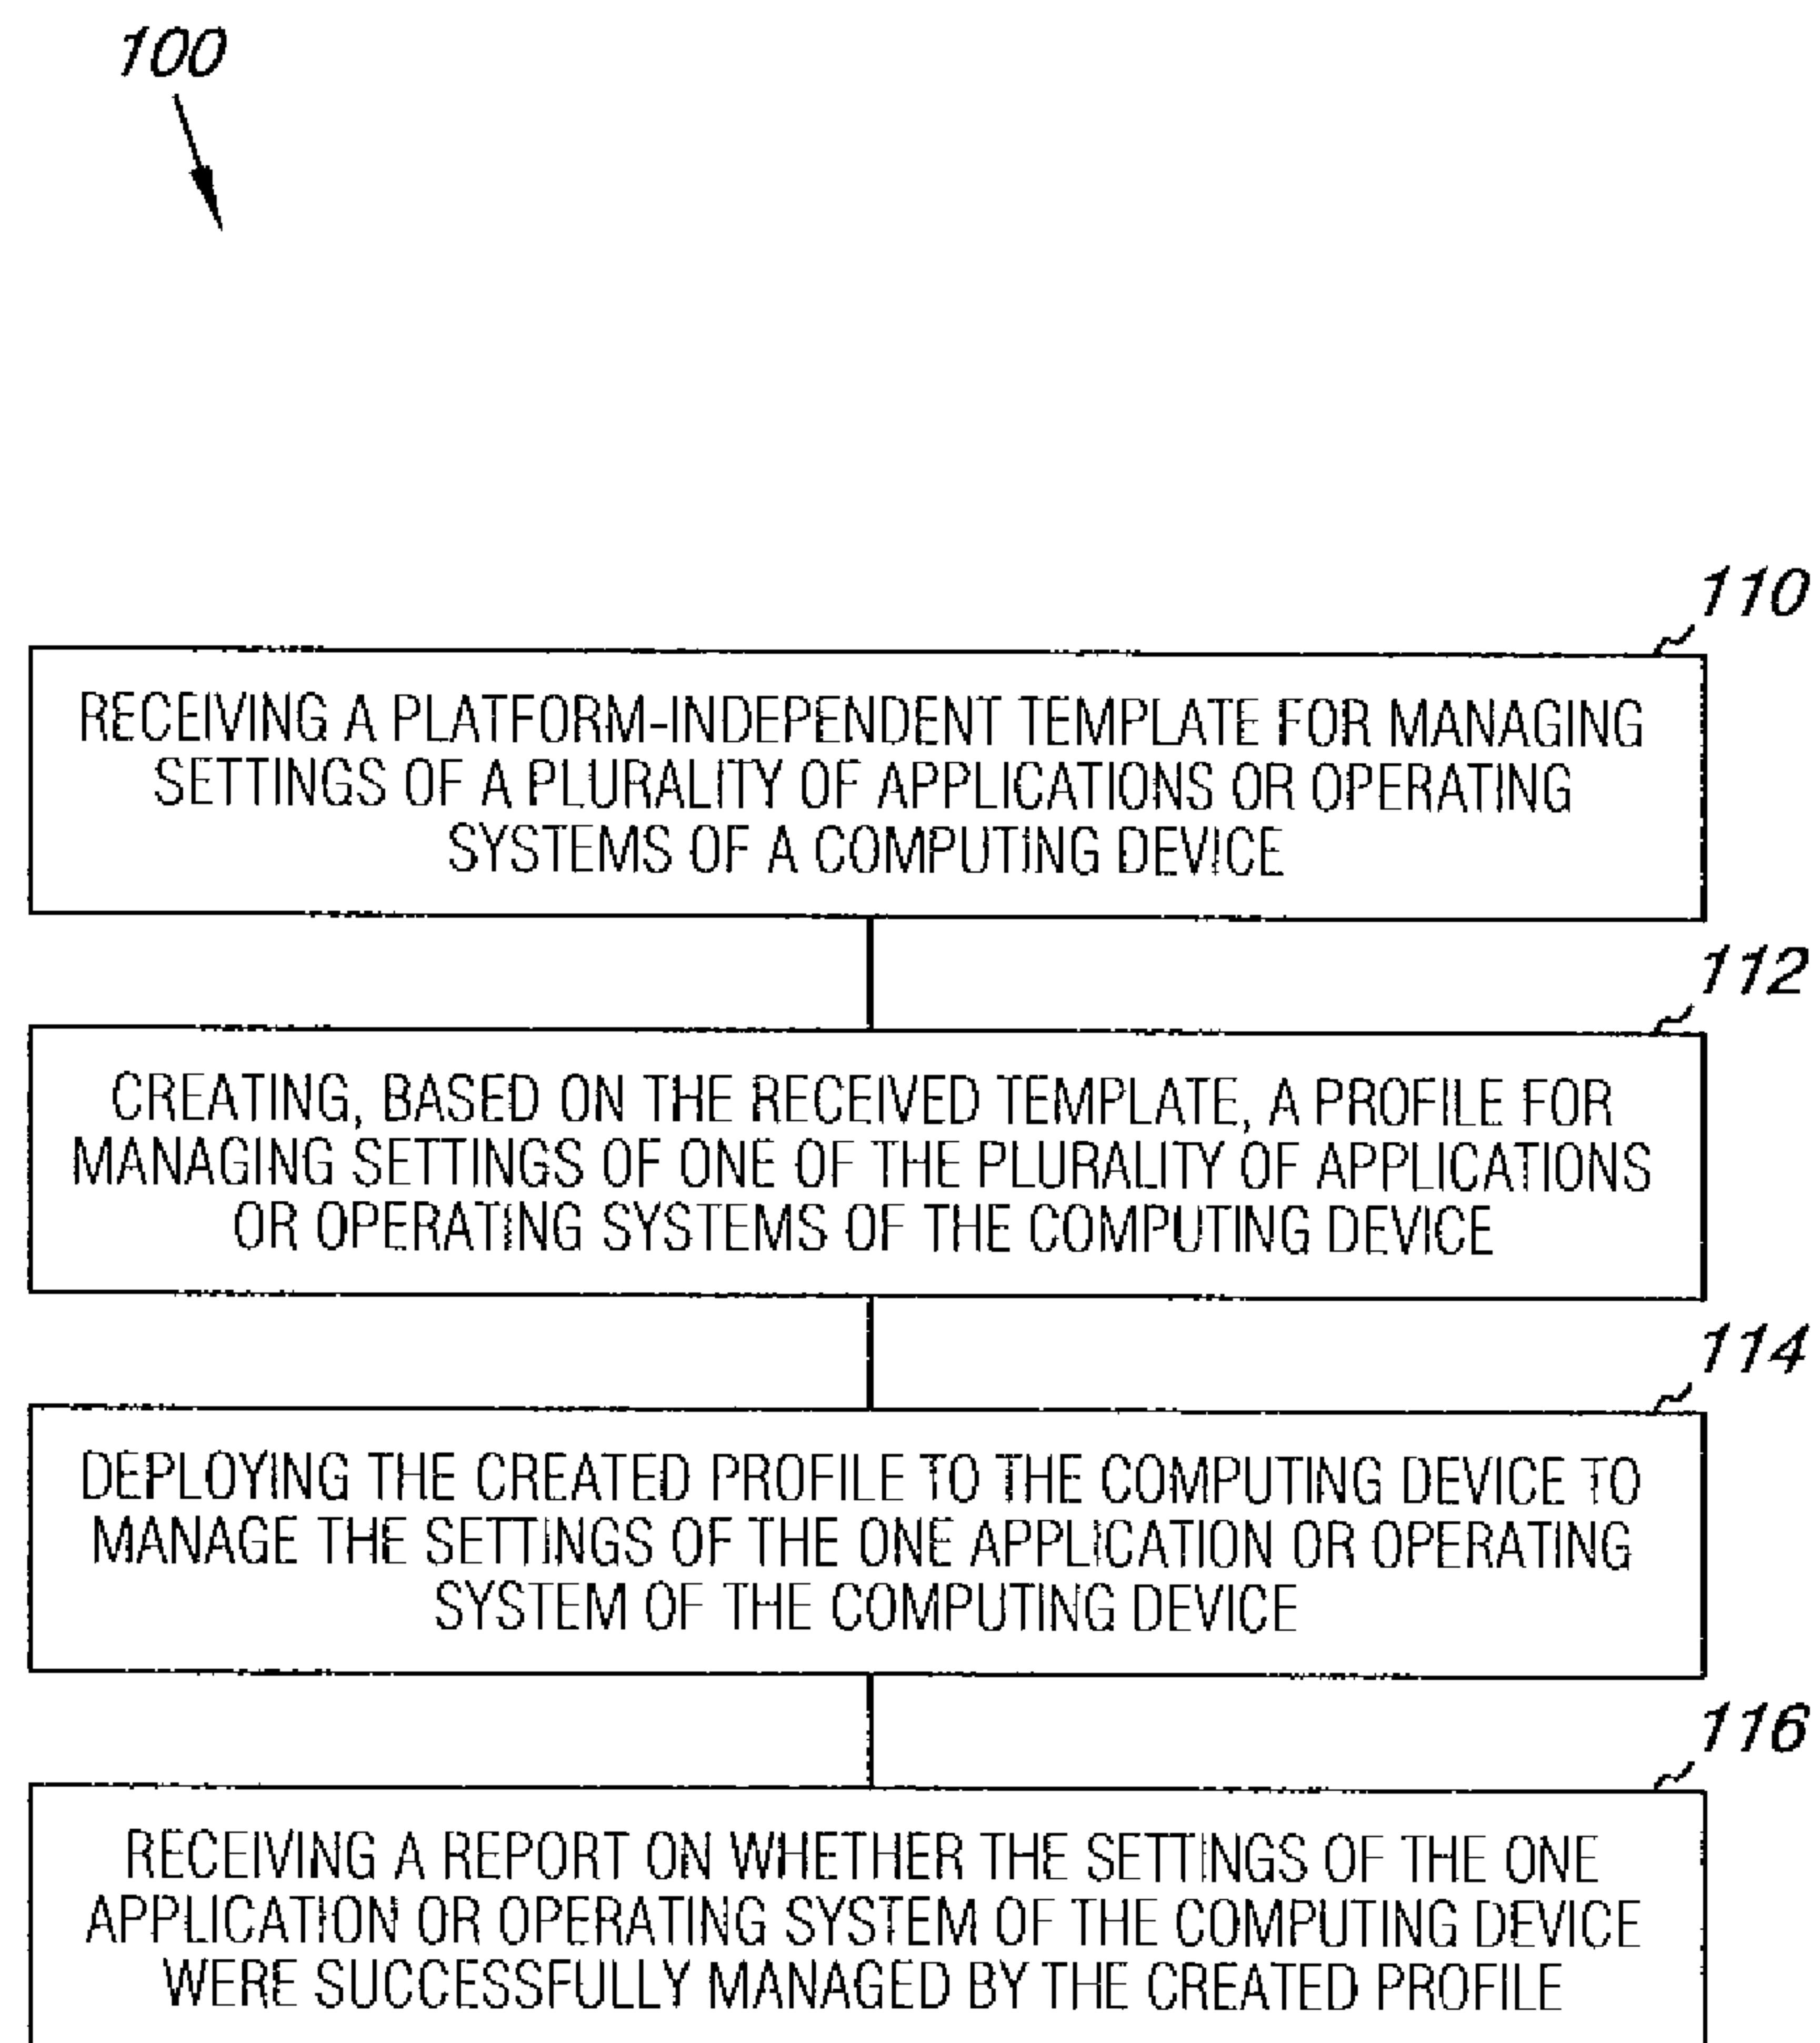 100
110
RECEIVING A PLATFORM-INDEPENDENT TEMPLATE FOR MANAGING
SETTINGS OF A PLURALITY OF APPLICATIONS OR OPERATING
SYSTEMS OF A COMPUTING DEVICE
112
CREATING, BASED ON THE RECEIVED TEMPLATE, A PROFILE FOR
MANAGING SETTINGS OF ONE OF THE PLURALITY OF APPLICATIONS
OR OPERATING SYSTEMS OF THE COMPUTING DEVICE
114
DEPLOYING THE CREATED PROFILE TO THE COMPUTING DEVICE TO
MANAGE THE SETTINGS OF THE ONE APPLICATION OR OPERATING
SYSTEM OF THE COMPUTING DEVICE
116
RECEIVING A REPORT ON WHETHER THE SETTINGS OF THE ONE
APPLICATION OR OPERATING SYSTEM OF THE COMPUTING DEVICE
WERE SUCCESSFULLY MANAGED BY THE CREATED PROFILE